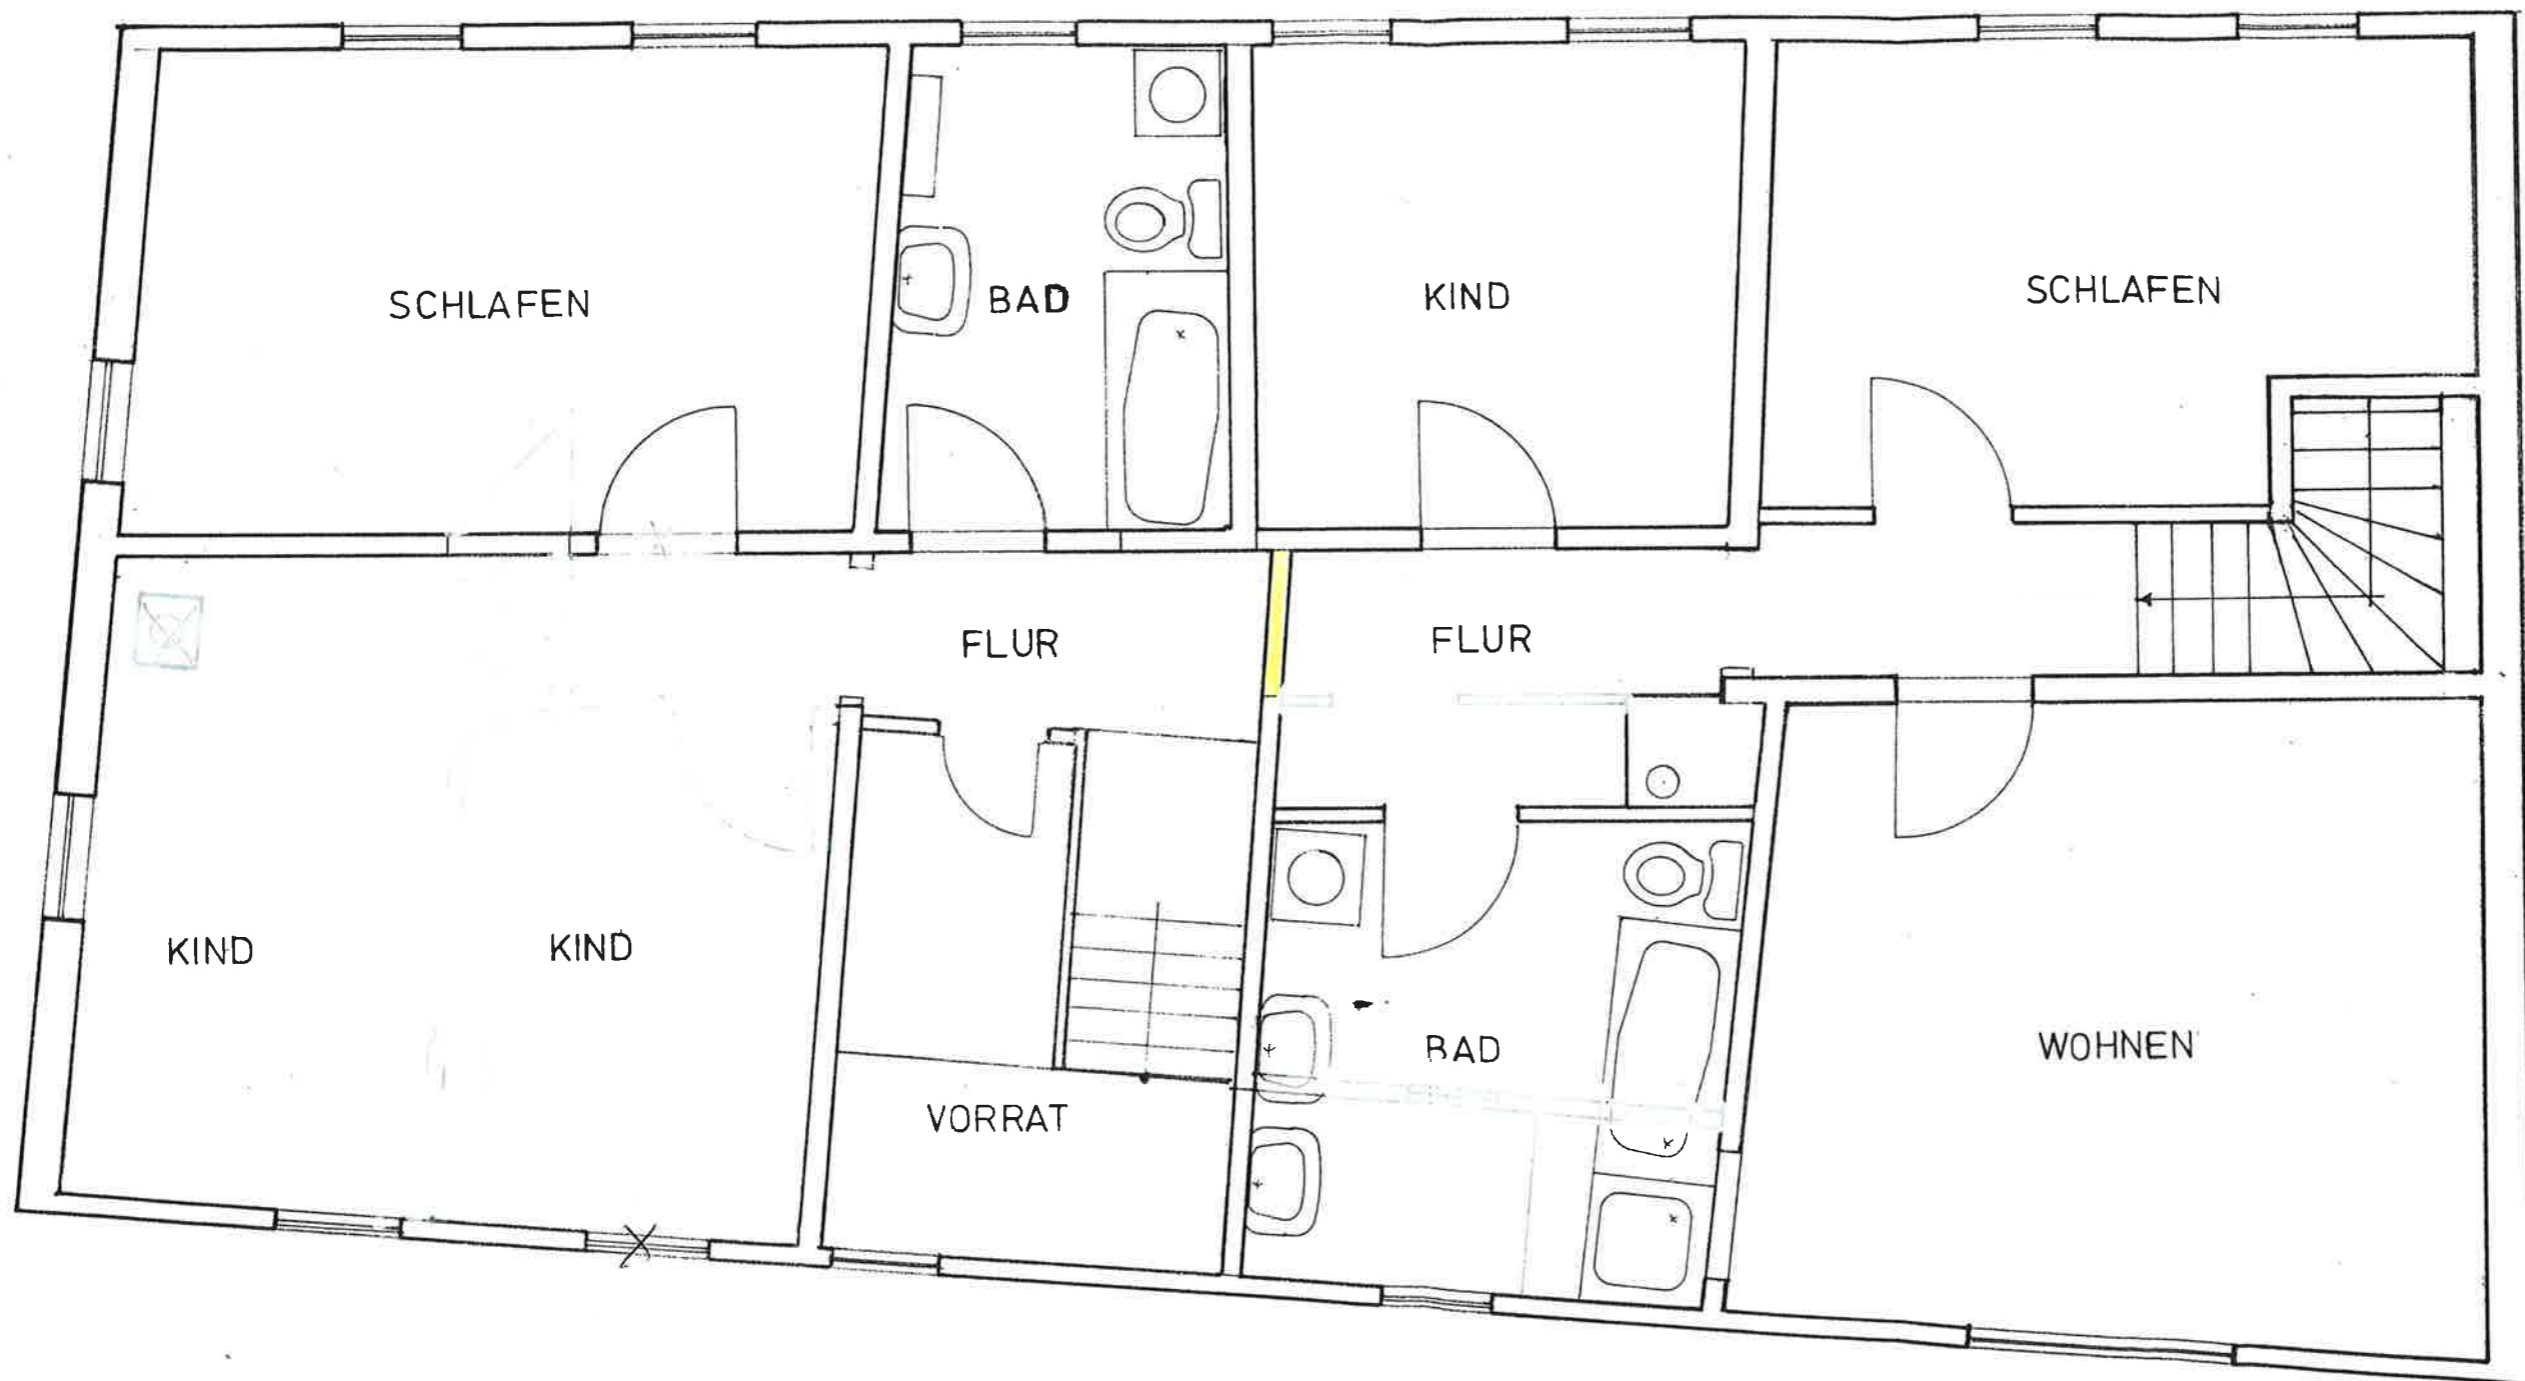 SCHLAFEN
BAD
KIND
SCHLAFEN
FLUR
FLUR
KIND
KIND
VORRAT
BAD
WOHNEN